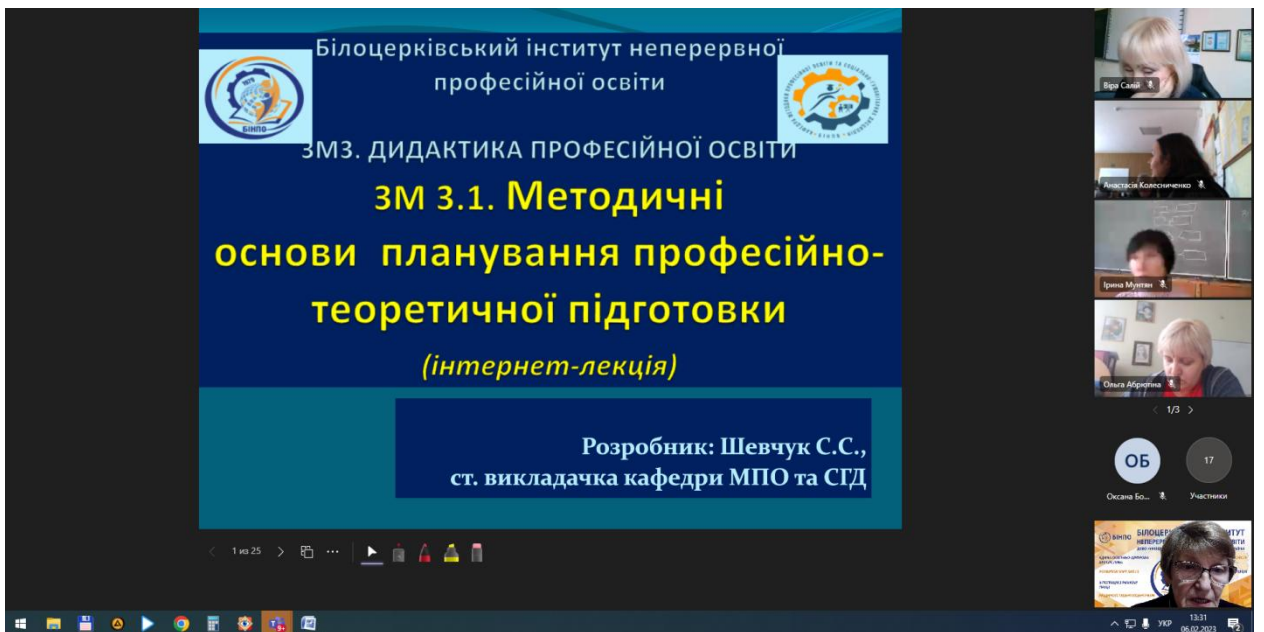 Білоцерківський інститут неперервної
професійної освіти
БІНПО
ЗМ3. ДИДАКТИКА ПРОФЕСІЙНОЇ ОСВІТИ
ЗМ 3.1. Методичні
основи планування професійно-
теоретичної підготовки
(інтернет-лекція)
Розробник: Шевчук С.С.,
ст. викладачка кафедри МПО та СГД
1 из 25
Віра Салій
Анастасія Колесниченко
Ірина Мунтян
Ольга Абрютіна
1/3
ОБ
17
Оксана Бо...
Участники
БІНПО
УКР
13:31
06.02.2023